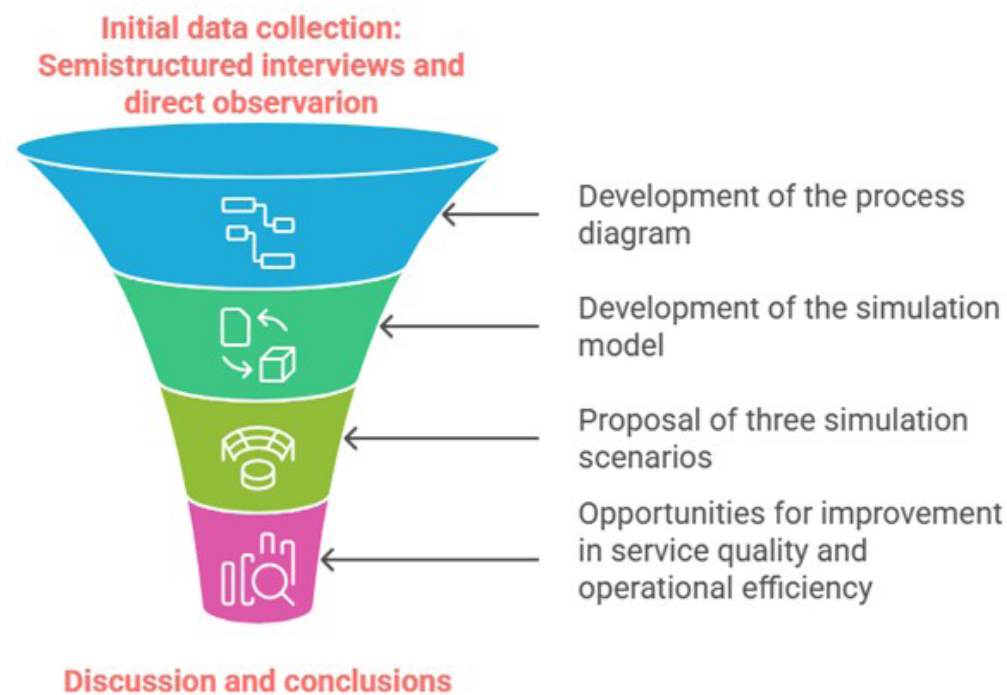 Initial data collection:
Semistructured interviews and
direct observarion
Development of the process
diagram
Development of the simulation
model
Proposal of three simulation
scenarios
Opportunities for improvement
in service quality and
operational efficiency
Discussion and conclusions